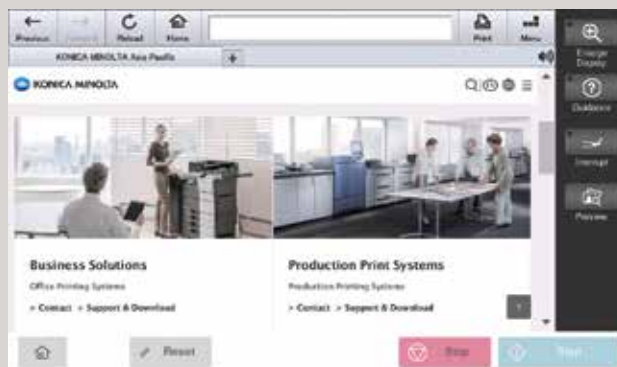 Previous Forward Reload Home Print Menu
KONICA MINOLTA Asia Pacific +
Enlarge
Display
KONICA MINOLTA
Guidance
Interrupt
Preview
Business Solutions Production Print Systems
Office Printing Systems Production Printing Systems
> Contact > Support & Download > Contact > Support & Download
Reset Stop Start